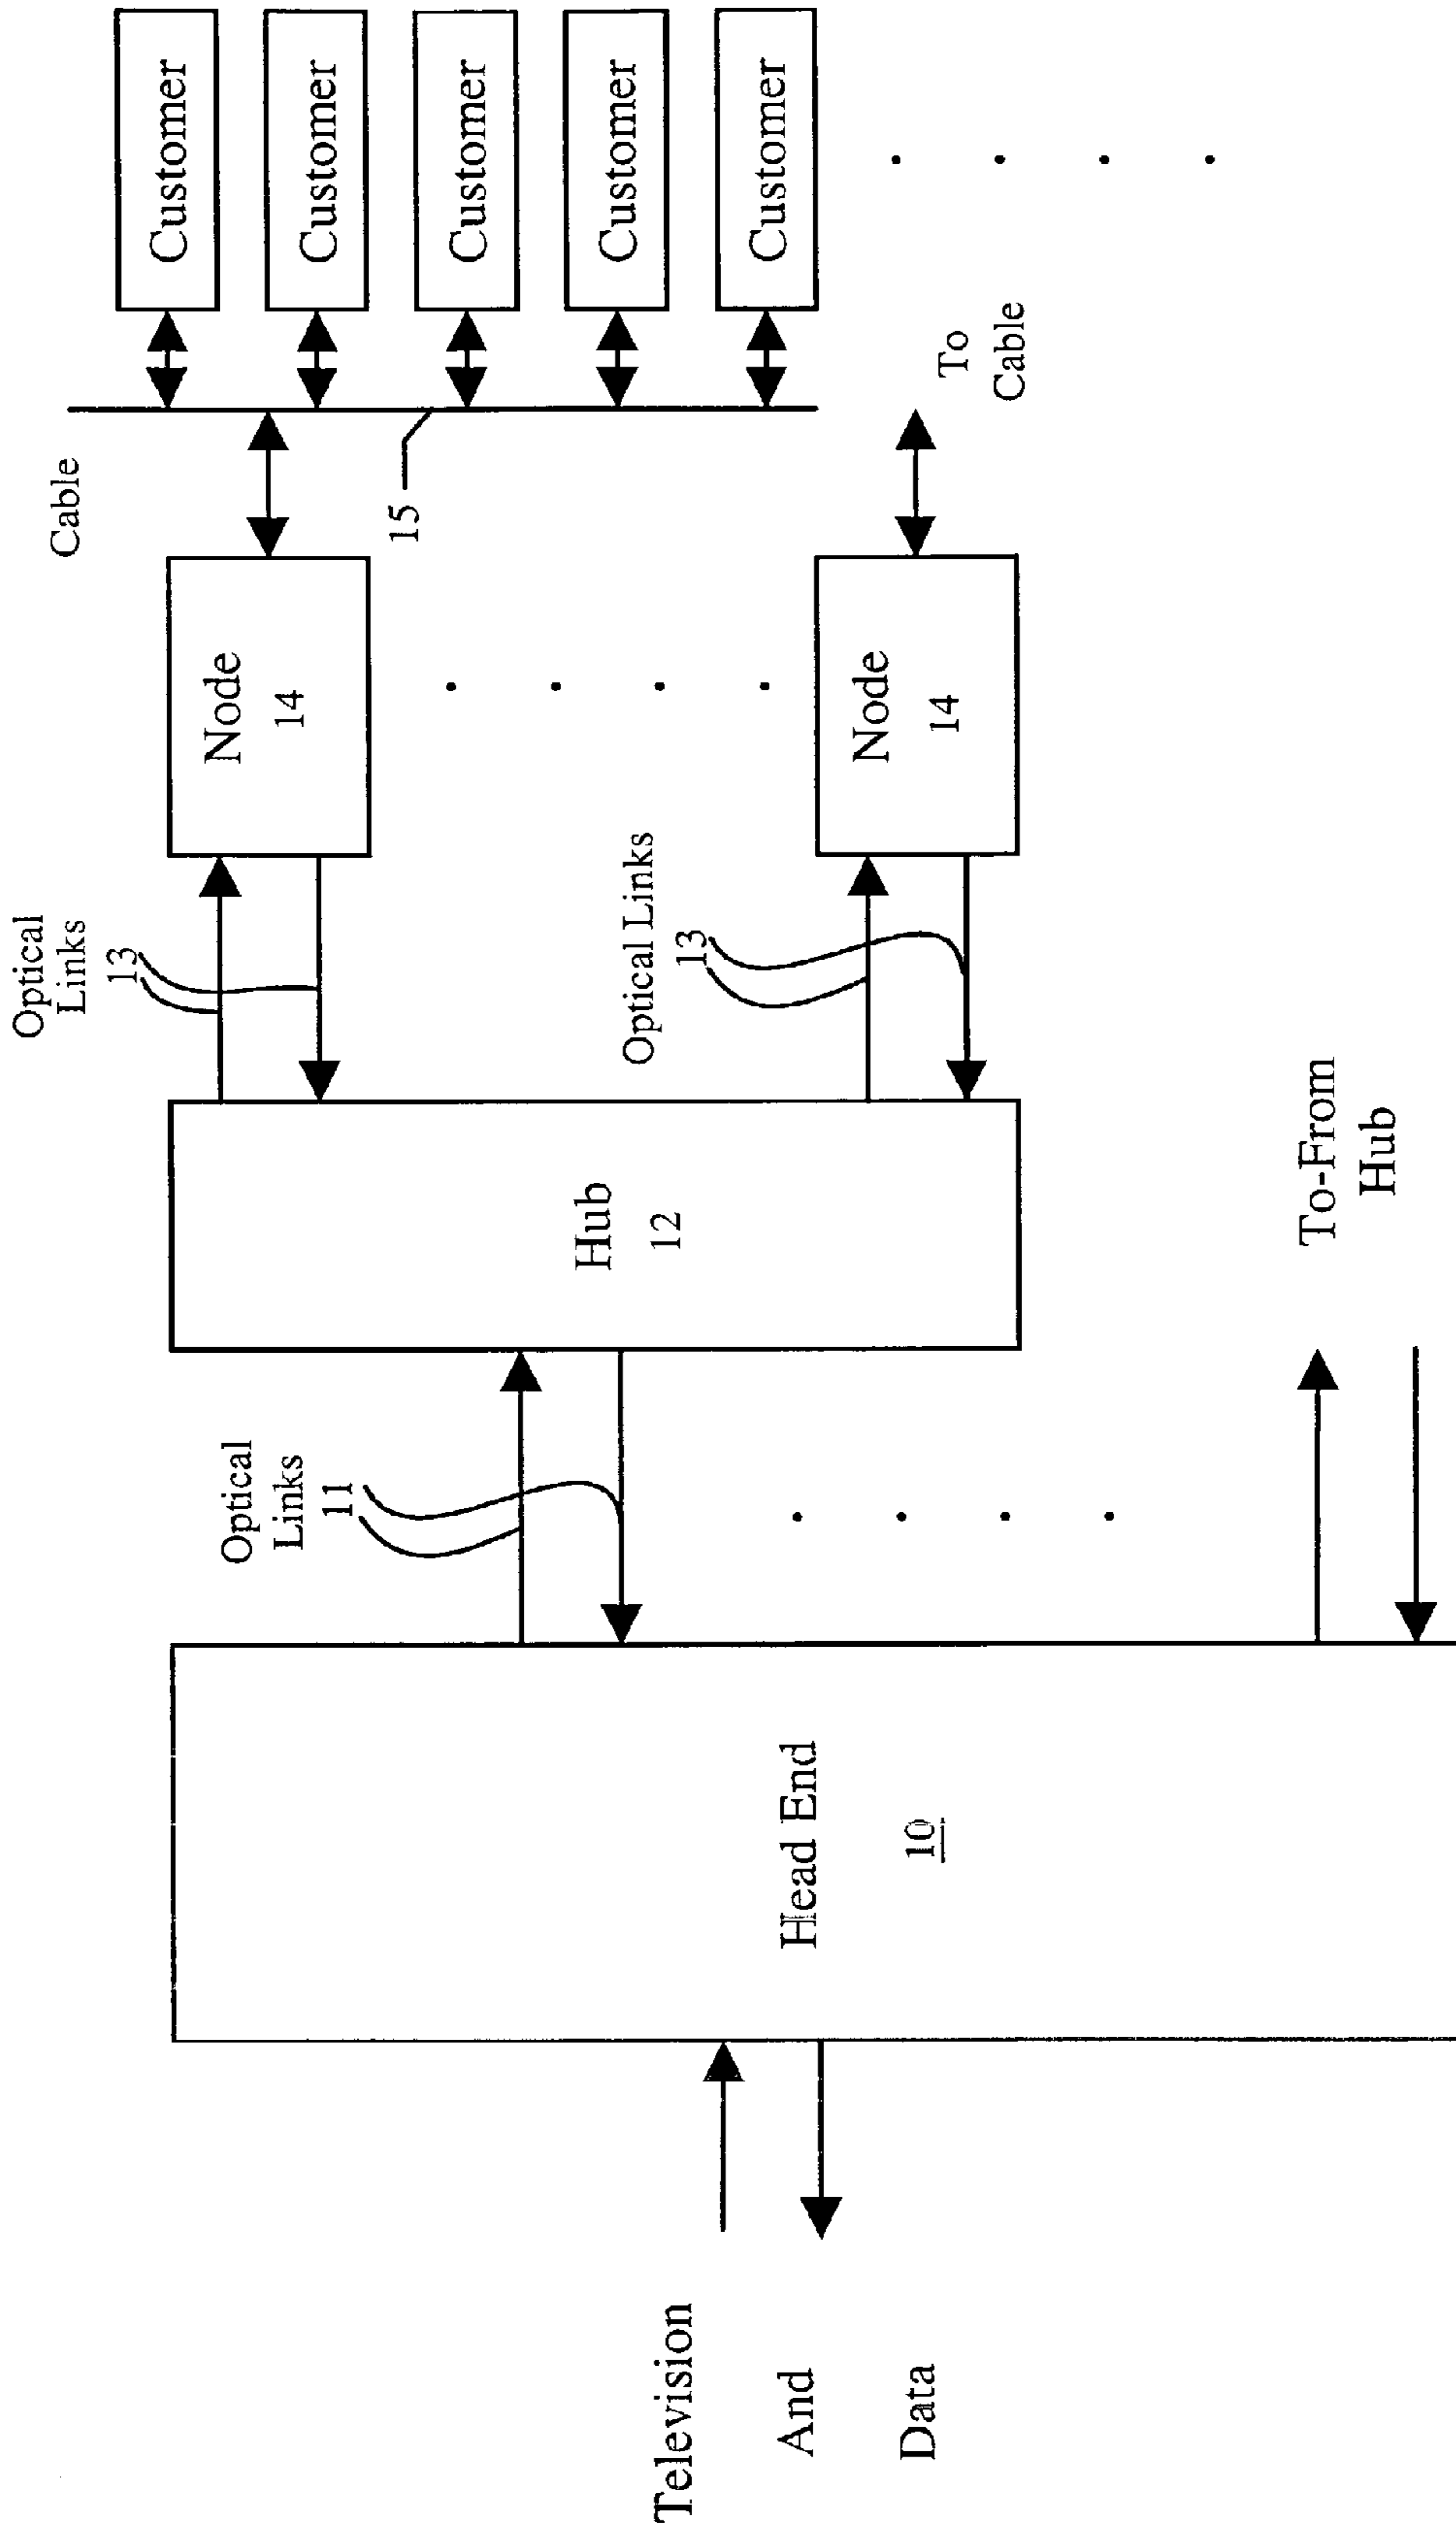 Television
And
Data
Head End
10
Optical
Links
11
To-From
Hub
Hub
12
Optical
Links
13
Optical Links
13
Node
14
Node
14
Cable
15
To
Cable
Customer
Customer
Customer
Customer
Customer